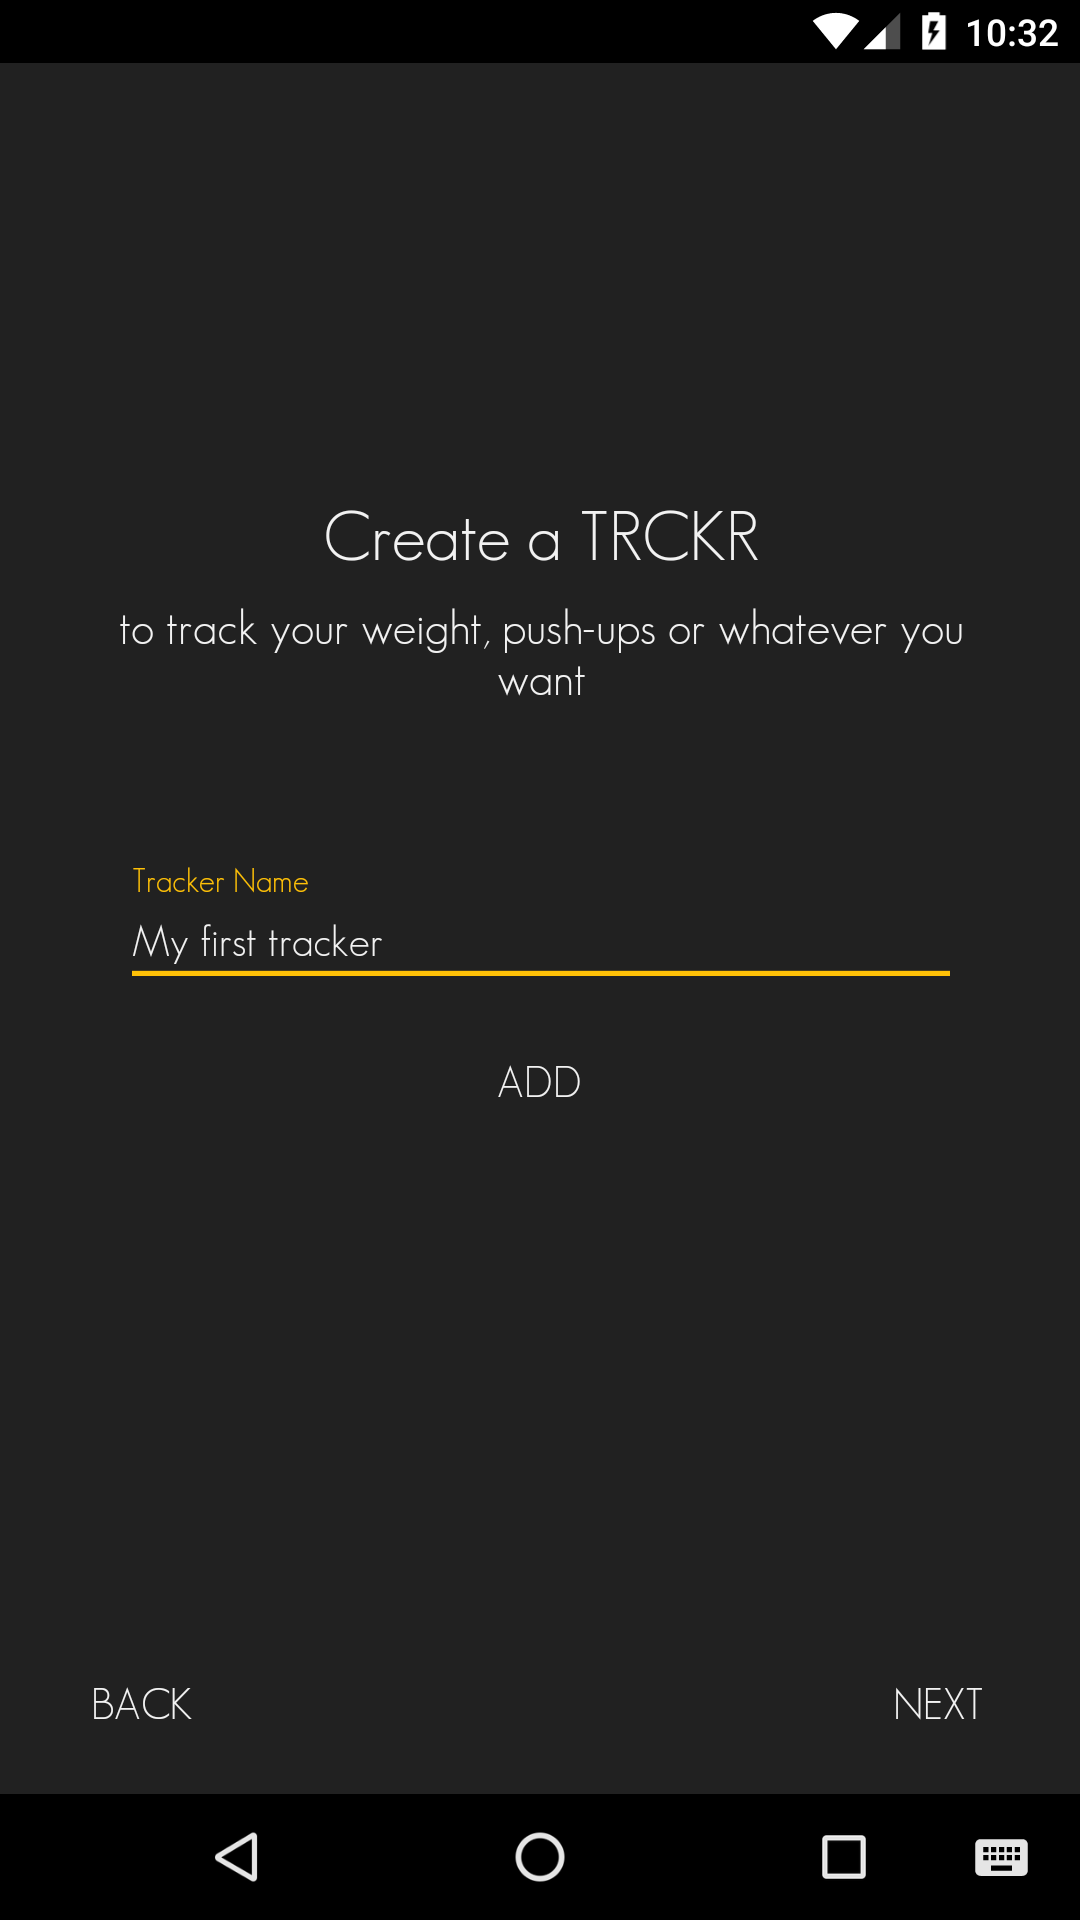 10:32
Create a TRCKR
to track your weight, push-ups or whatever you
want
Tracker Name
My first tracker
ADD
BACK
NEXT